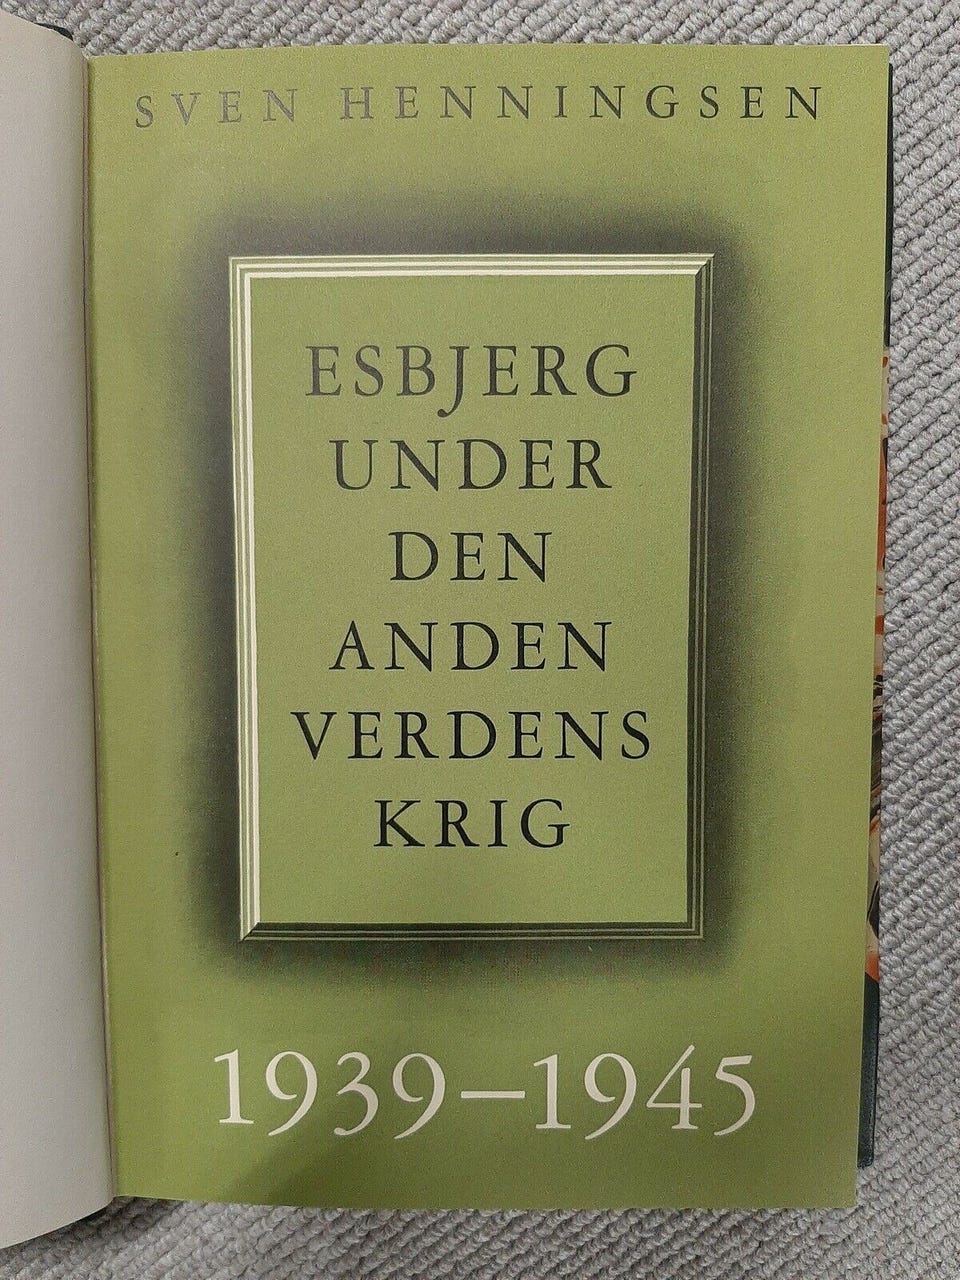 SVEN HENNINGSEN
ESBJERG
UNDER
DEN
ANDEN
VERDENS
KRIG
1939–1945